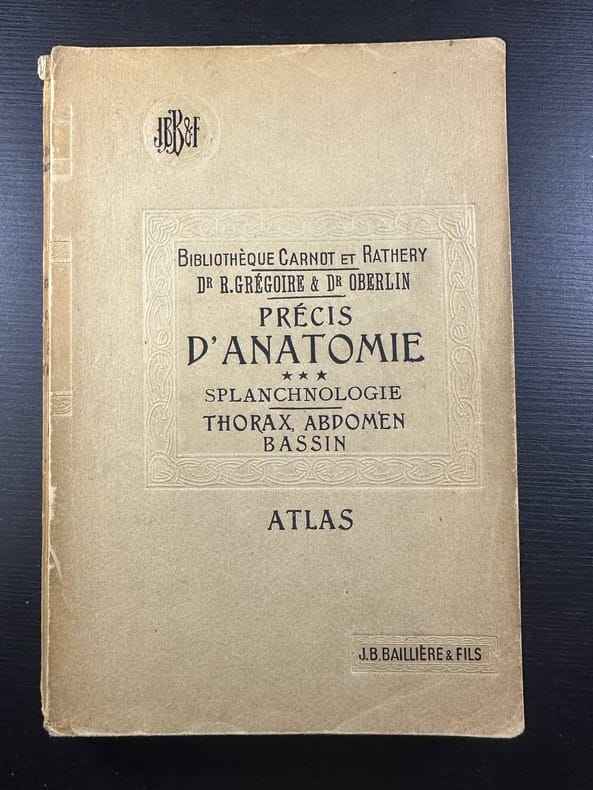 JBB&F
BIBLIOTHÈQUE CARNOT ET RATHERY
DR R. GRÉGOIRE & DR OBERLIN
PRÉCIS
D'ANATOMIE
★★★
SPLANCHNOLOGIE
THORAX, ABDOMEN
BASSIN
ATLAS
J. B. BAILLIÈRE & FILS